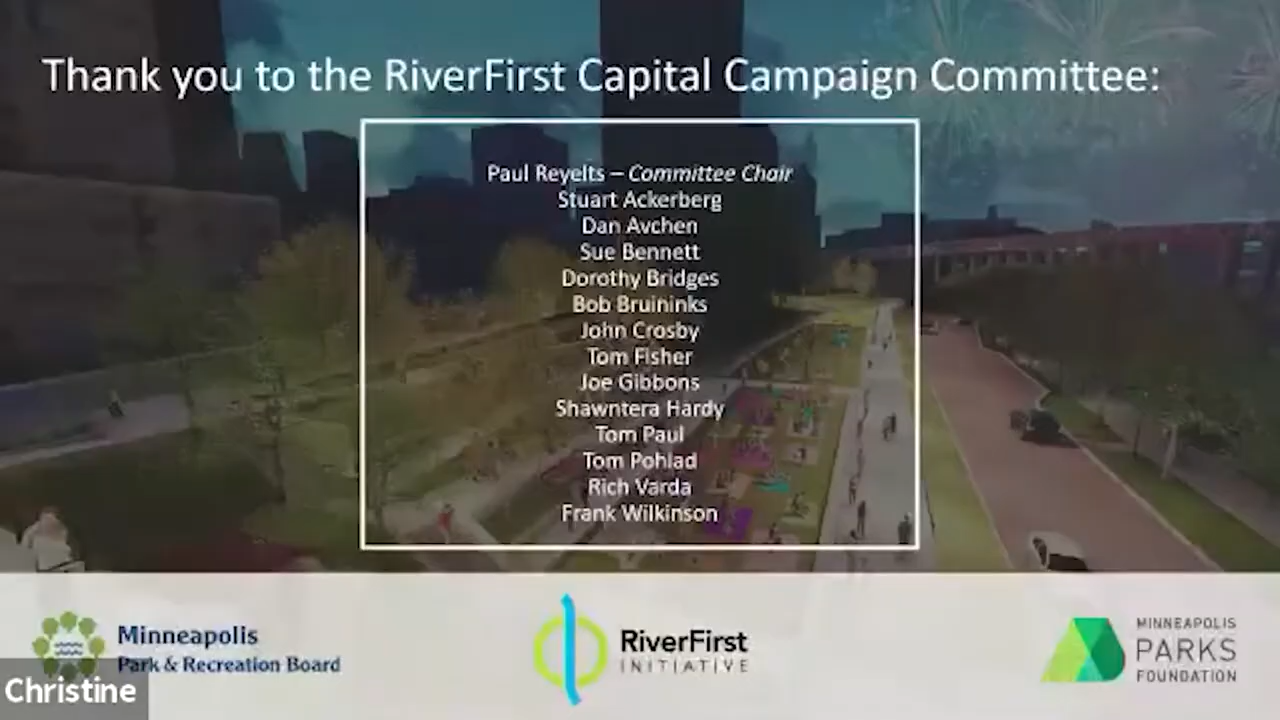 Thank you to the RiverFirst Capital Campaign Committee:
Paul Reyelts – Committee Chair
Stuart Ackerberg
Dan Avchen
Sue Bennett
Dorothy Bridges
Bob Bruininks
John Crosby
Tom Fisher
Joe Gibbons
Shawntera Hardy
Tom Paul
Tom Pohlad
Rich Varda
Frank Wilkinson
Minneapolis
Park & Recreation Board
RiverFirst
INITIATIVE
MINNEAPOLIS
PARKS
FOUNDATION
Christine